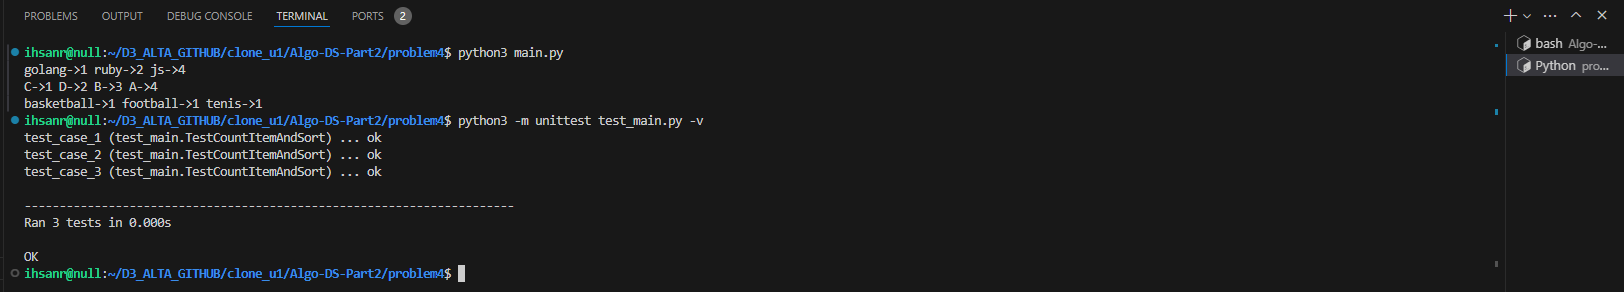 PROBLEMS OUTPUT DEBUG CONSOLE TERMINAL PORTS 2
ihsanr@null:~/D3_ALTA_GITHUB/clone_u1/Algo-DS-Part2/problem4$ python3 main.py
golang->1 ruby->2 js->4
C->1 D->2 B->3 A->4
basketball->1 football->1 tenis->1
ihsanr@null:~/D3_ALTA_GITHUB/clone_u1/Algo-DS-Part2/problem4$ python3 -m unittest test_main.py -v
test_case_1 (test_main.TestCountItemAndSort) ... ok
test_case_2 (test_main.TestCountItemAndSort) ... ok
test_case_3 (test_main.TestCountItemAndSort) ... ok
----------------------------------------------------------------------
Ran 3 tests in 0.000s
OK
ihsanr@null:~/D3_ALTA_GITHUB/clone_u1/Algo-DS-Part2/problem4$
bash Algo-...
Python pro...